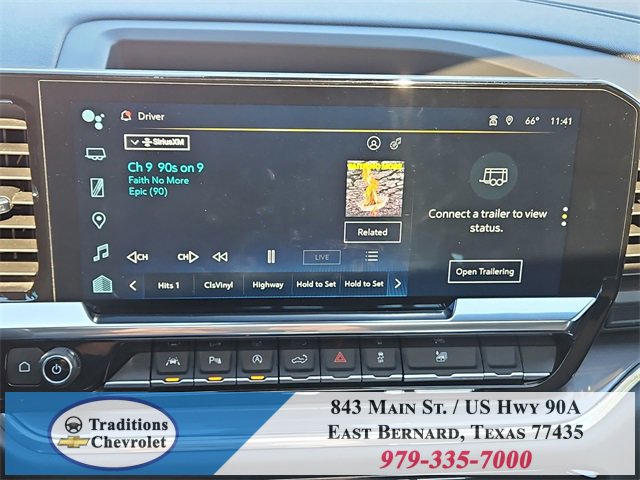 Driver
66° 11:41
SiriusXM
Ch 9 90s on 9
Faith No More
Epic (90)
Related
Connect a trailer to view
status.
CH CH LIVE
Open Trailering
Hits 1 ClsVinyl Highway Hold to Set Hold to Set
Traditions
Chevrolet
843 Main St. / US Hwy 90A
East Bernard, Texas 77435
979-335-7000